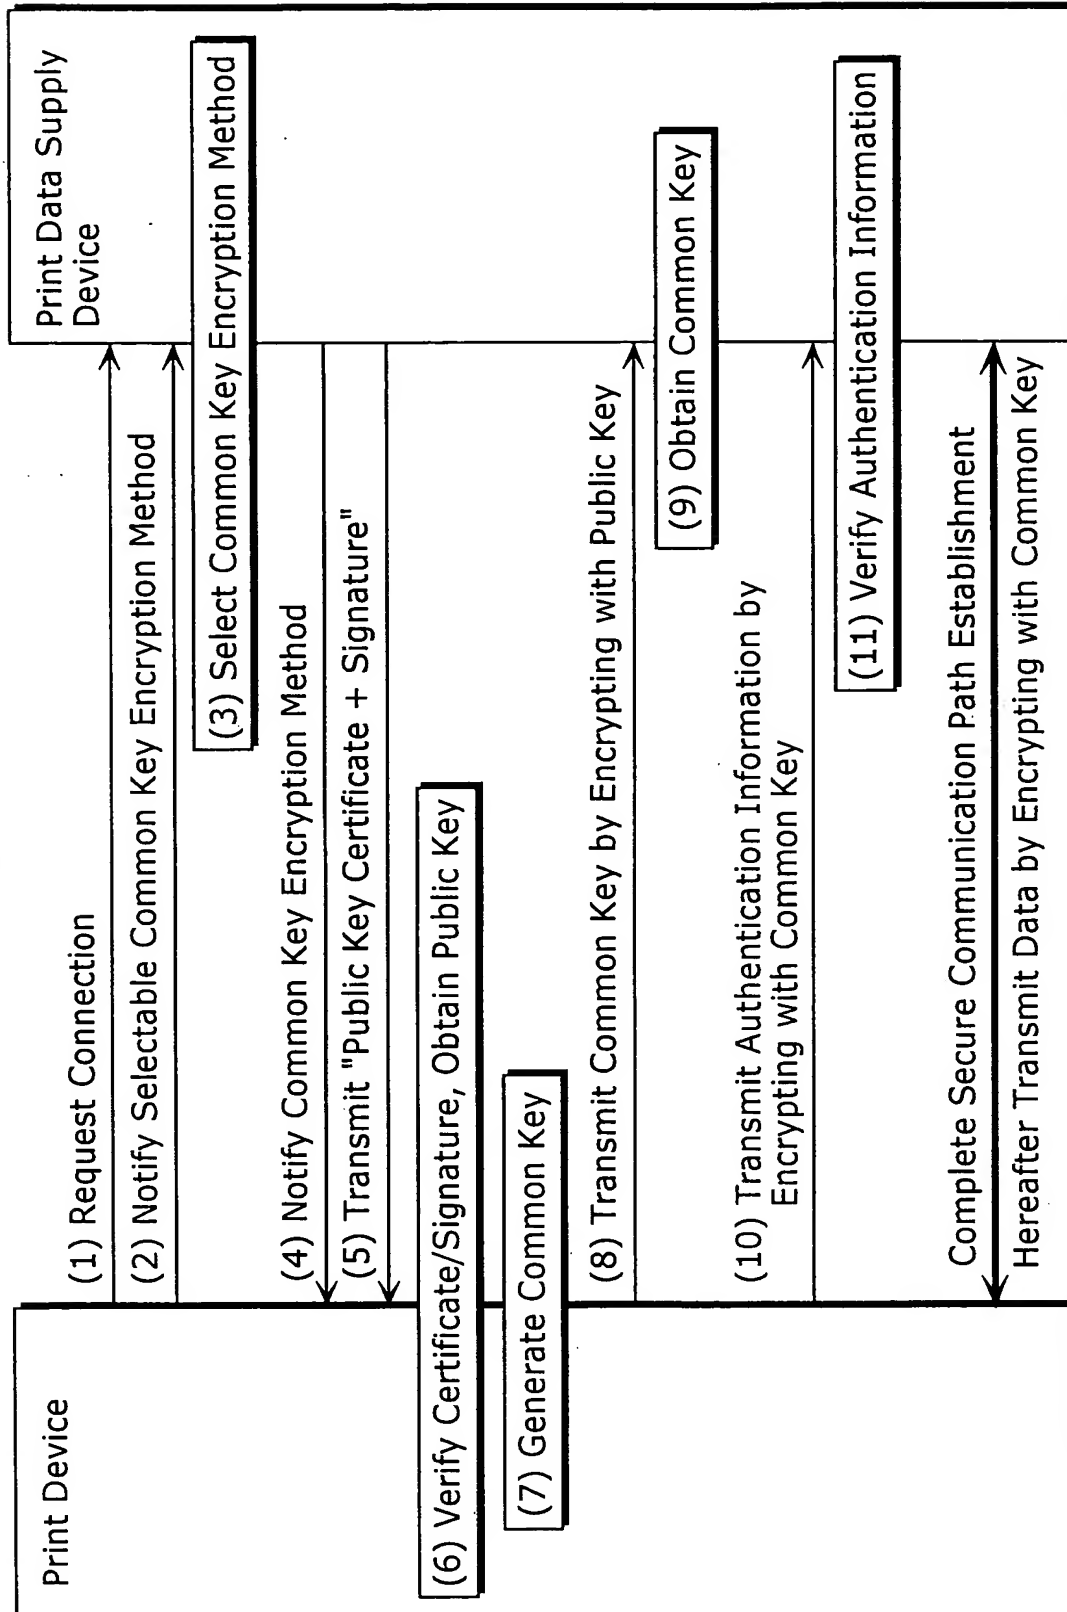 Print Device
Print Data Supply
Device
(1) Request Connection
(2) Notify Selectable Common Key Encryption Method
(3) Select Common Key Encryption Method
(4) Notify Common Key Encryption Method
(5) Transmit "Public Key Certificate + Signature"
(6) Verify Certificate/Signature, Obtain Public Key
(7) Generate Common Key
(8) Transmit Common Key by Encrypting with Public Key
(9) Obtain Common Key
(10) Transmit Authentication Information by
Encrypting with Common Key
(11) Verify Authentication Information
Complete Secure Communication Path Establishment
Hereafter Transmit Data by Encrypting with Common Key